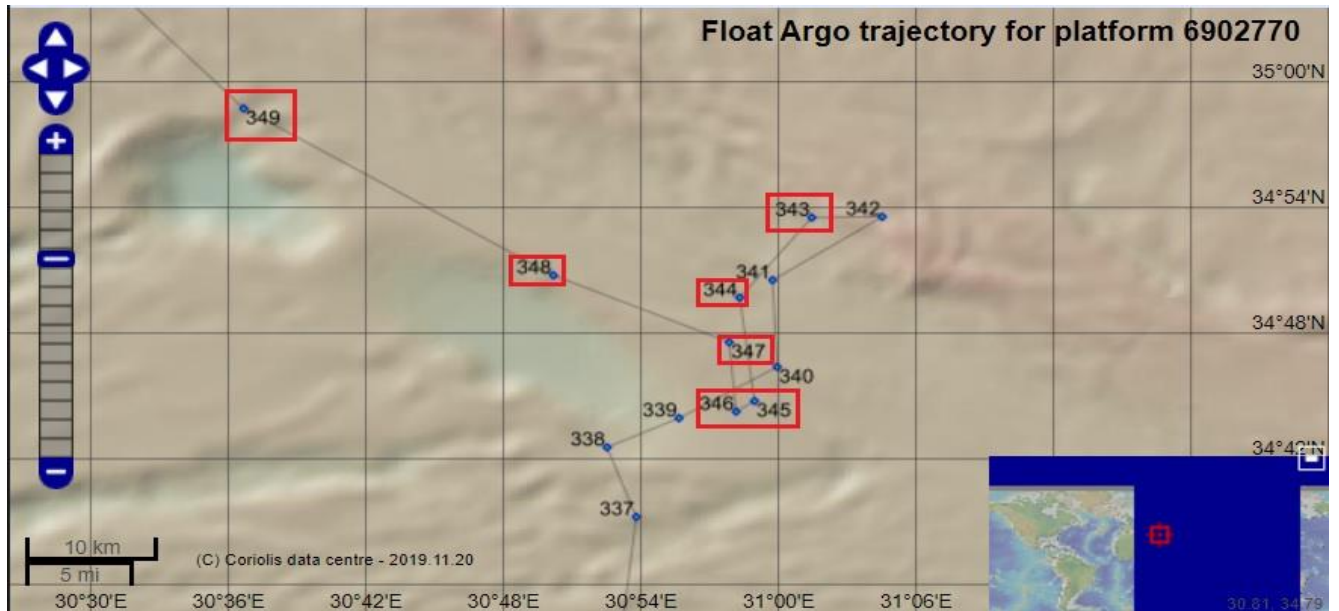 Float Argo trajectory for platform 6902770
35°00'N
349
34°54'N
343
342
348
341
344
34°48'N
347
340
346
345
339
338
34°42'N
337
10 km
5 mi
(C) Coriolis data centre - 2019.11.20
30°30'E 30°36'E 30°42'E 30°48'E 30°54'E 31°00'E 31°06'E
30.81, 34.79